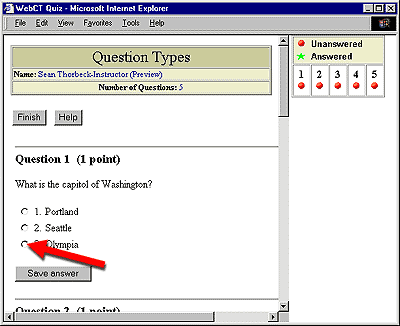 WebCT Quiz - Microsoft Internet Explorer
File Edit View Favorites Tools Help
Question Types
Name: Sean Thorbeck-Instructor (Preview)
Number of Questions: 5
Finish Help
Question 1 (1 point)
What is the capitol of Washington?
1. Portland
2. Seattle
Olympia
Save answer
Question 2 (1 point)
Unanswered
Answered
1 2 3 4 5